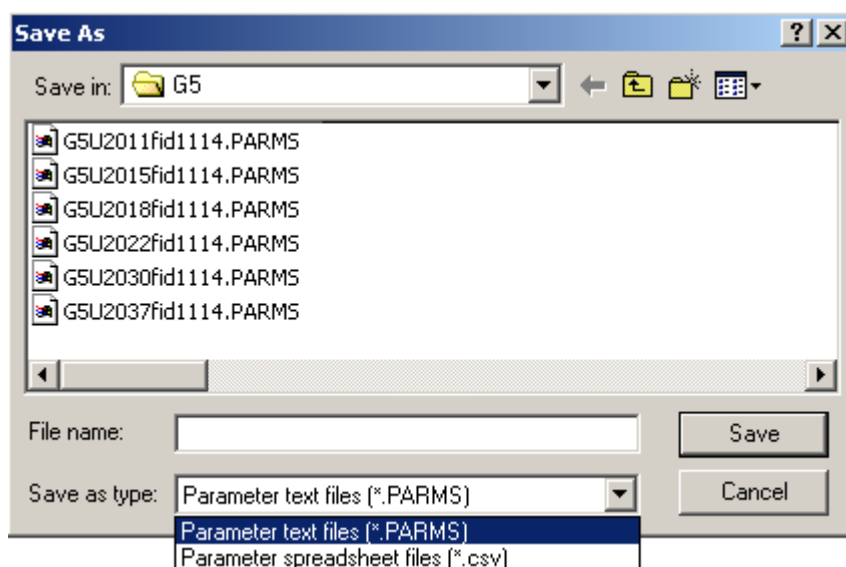 Save As
Save in: G5
G5U2011fid1114.PARMS
G5U2015fid1114.PARMS
G5U2018fid1114.PARMS
G5U2022fid1114.PARMS
G5U2030fid1114.PARMS
G5U2037fid1114.PARMS
File name: Save
Save as type: Parameter text files (*.PARMS) Cancel
Parameter text files (*.PARMS)
Parameter spreadsheet files (*.csv)